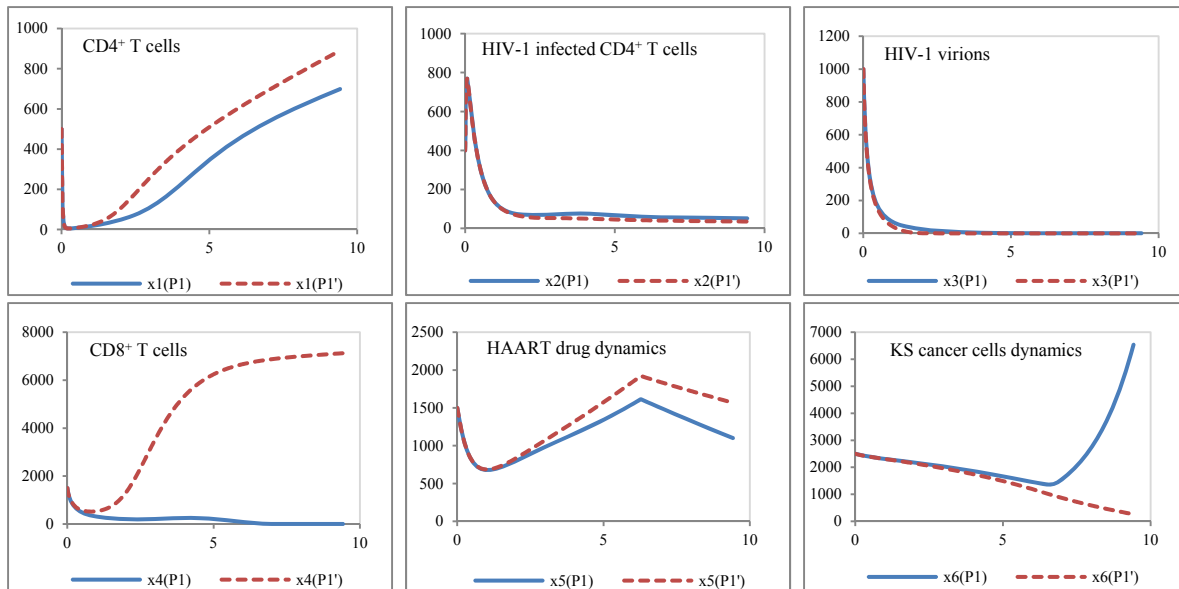 CD4⁺ T cells
1000
800
600
400
200
0
0 5 10
x1(P1) x1(P1')
HIV-1 infected CD4⁺ T cells
1000
800
600
400
200
0
0 5 10
x2(P1) x2(P1')
HIV-1 virions
1200
1000
800
600
400
200
0
0 5 10
x3(P1) x3(P1')
CD8⁺ T cells
8000
6000
4000
2000
0
0 5 10
x4(P1) x4(P1')
HAART drug dynamics
2500
2000
1500
1000
500
0
0 5 10
x5(P1) x5(P1')
KS cancer cells dynamics
7000
6000
5000
4000
3000
2000
1000
0
0 5 10
x6(P1) x6(P1')